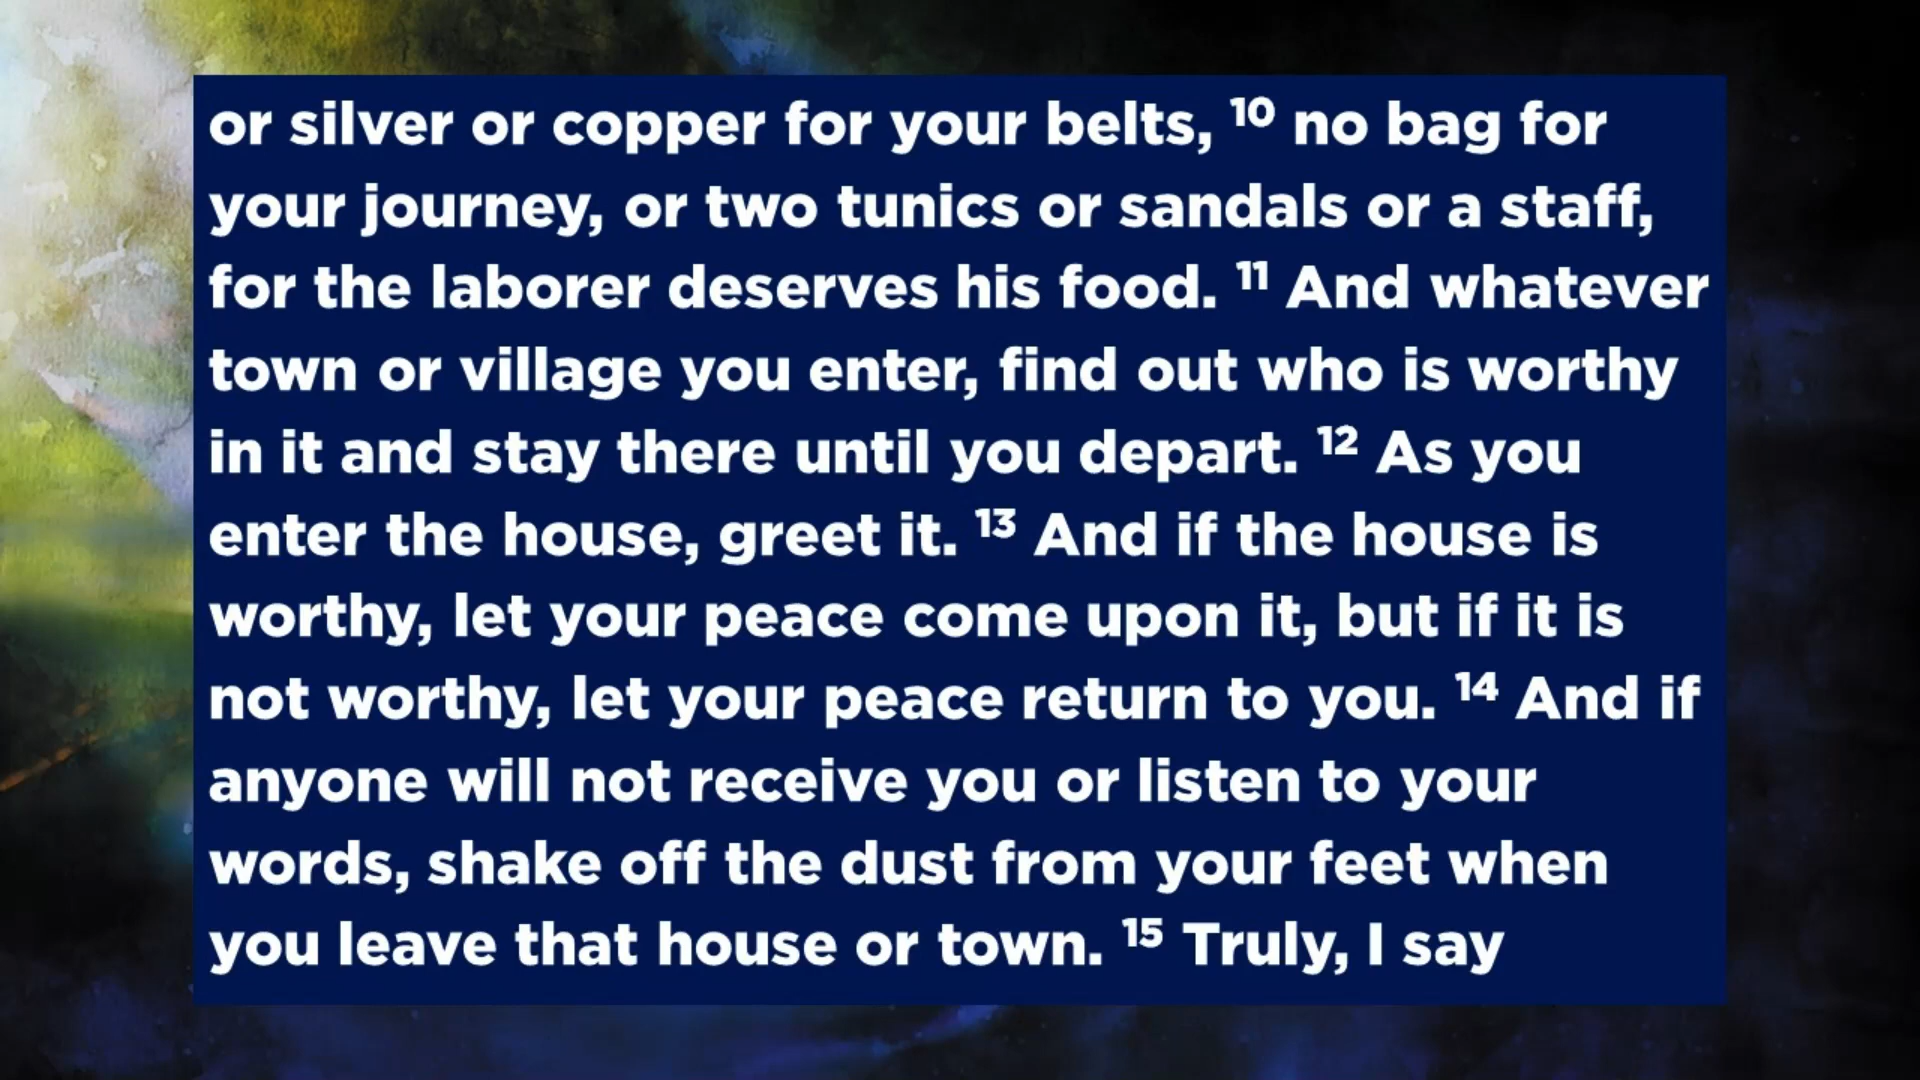 or silver or copper for your belts, ¹⁰ no bag for
your journey, or two tunics or sandals or a staff,
for the laborer deserves his food. ¹¹ And whatever
town or village you enter, find out who is worthy
in it and stay there until you depart. ¹² As you
enter the house, greet it. ¹³ And if the house is
worthy, let your peace come upon it, but if it is
not worthy, let your peace return to you. ¹⁴ And if
anyone will not receive you or listen to your
words, shake off the dust from your feet when
you leave that house or town. ¹⁵ Truly, I say